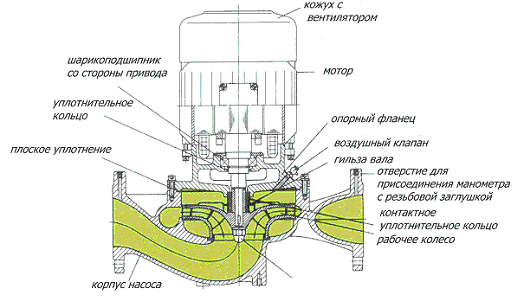 кожух с
вентилятором
шарикоподшипник
со стороны привода
мотор
уплотнительное
кольцо
опорный фланец
воздушный клапан
плоское уплотнение
гильза вала
отверстие для
присоединения манометра
с резьбовой заглушкой
контактное
уплотнительное кольцо
рабочее колесо
корпус насоса